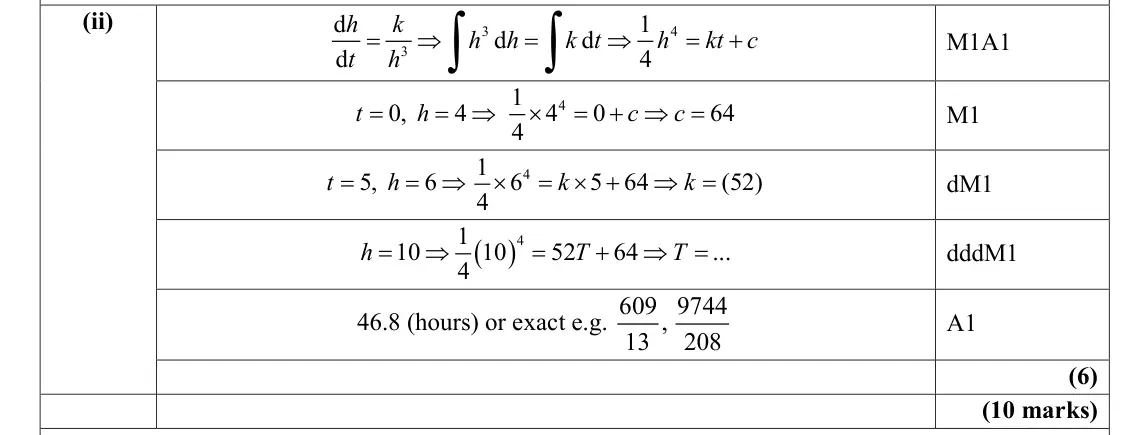 (ii) dh/dt = k/h³ ⇒ ∫h³ dh = ∫k dt ⇒ 1/4 h⁴ = kt + c M1A1
t = 0, h = 4 ⇒ 1/4 × 4⁴ = 0 + c ⇒ c = 64 M1
t = 5, h = 6 ⇒ 1/4 × 6⁴ = k × 5 + 64 ⇒ k = (52) dM1
h = 10 ⇒ 1/4 (10)⁴ = 52T + 64 ⇒ T = ... dddM1
46.8 (hours) or exact e.g. 609/13, 9744/208 A1
(6)
(10 marks)